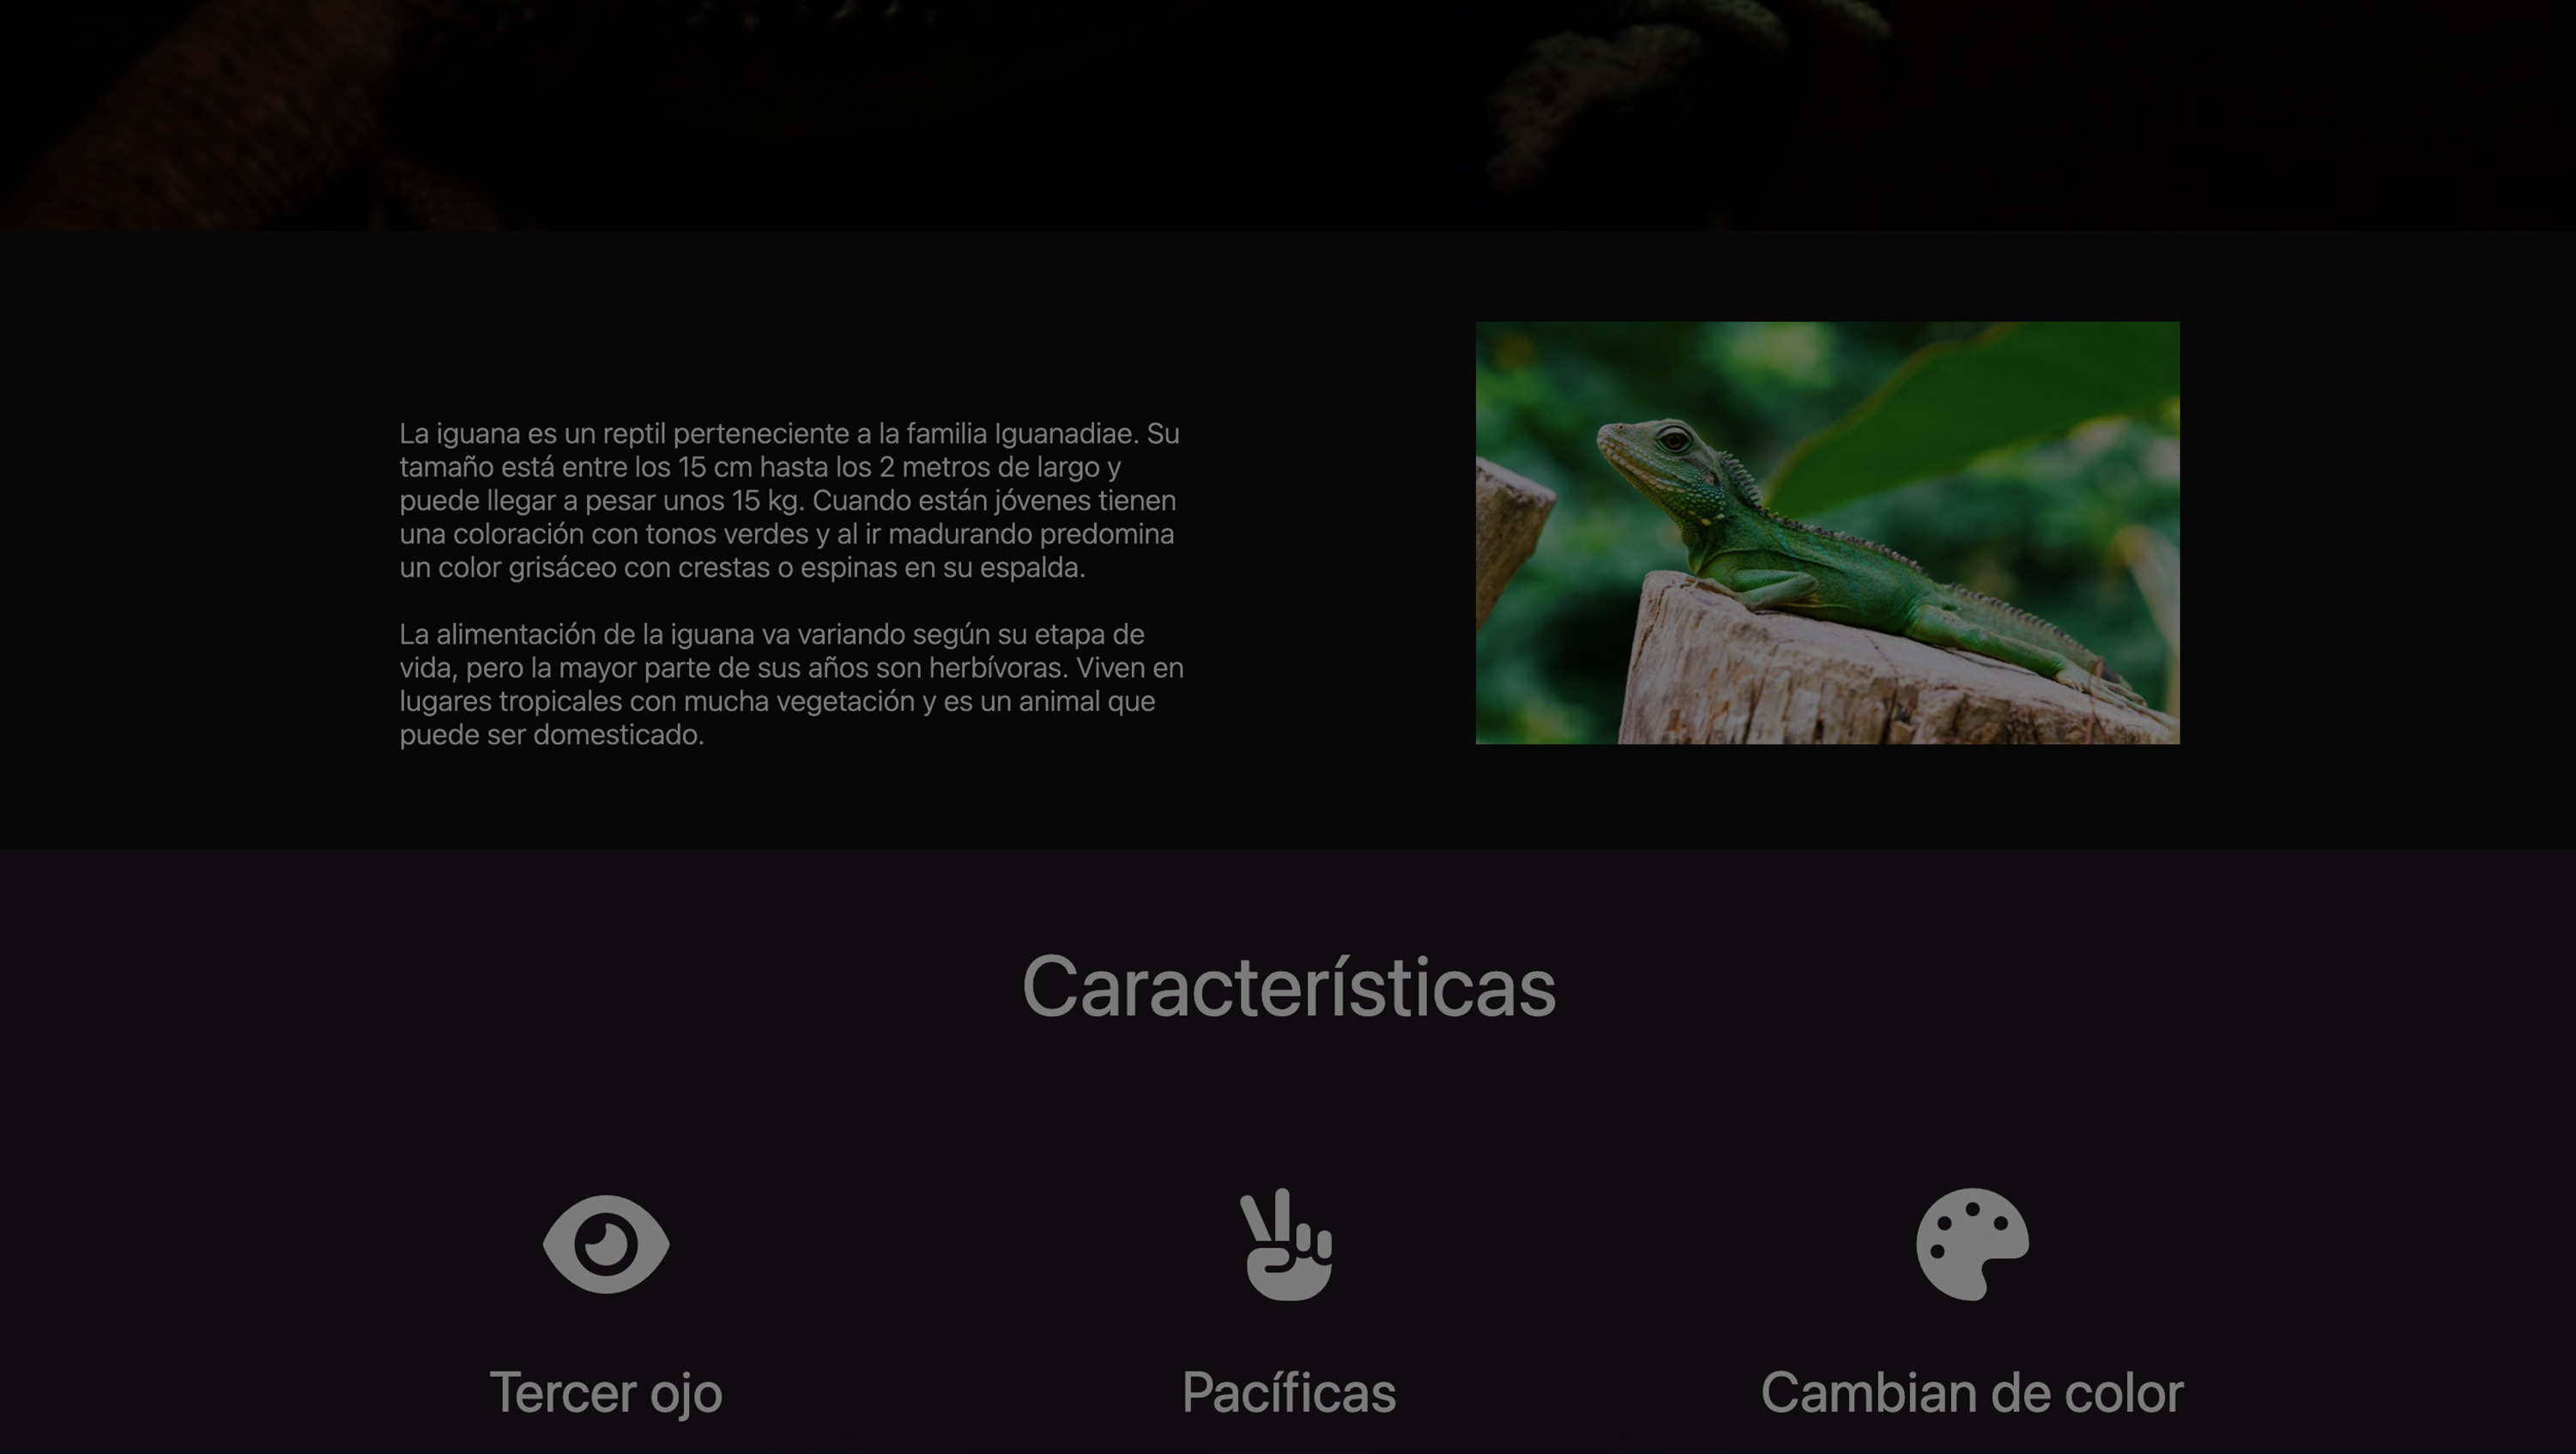 La iguana es un reptil perteneciente a la familia Iguanadiae. Su
tamaño está entre los 15 cm hasta los 2 metros de largo y
puede llegar a pesar unos 15 kg. Cuando están jóvenes tienen
una coloración con tonos verdes y al ir madurando predomina
un color grisáceo con crestas o espinas en su espalda.
La alimentación de la iguana va variando según su etapa de
vida, pero la mayor parte de sus años son herbívoras. Viven en
lugares tropicales con mucha vegetación y es un animal que
puede ser domesticado.
Características
Tercer ojo
Pacíficas
Cambian de color